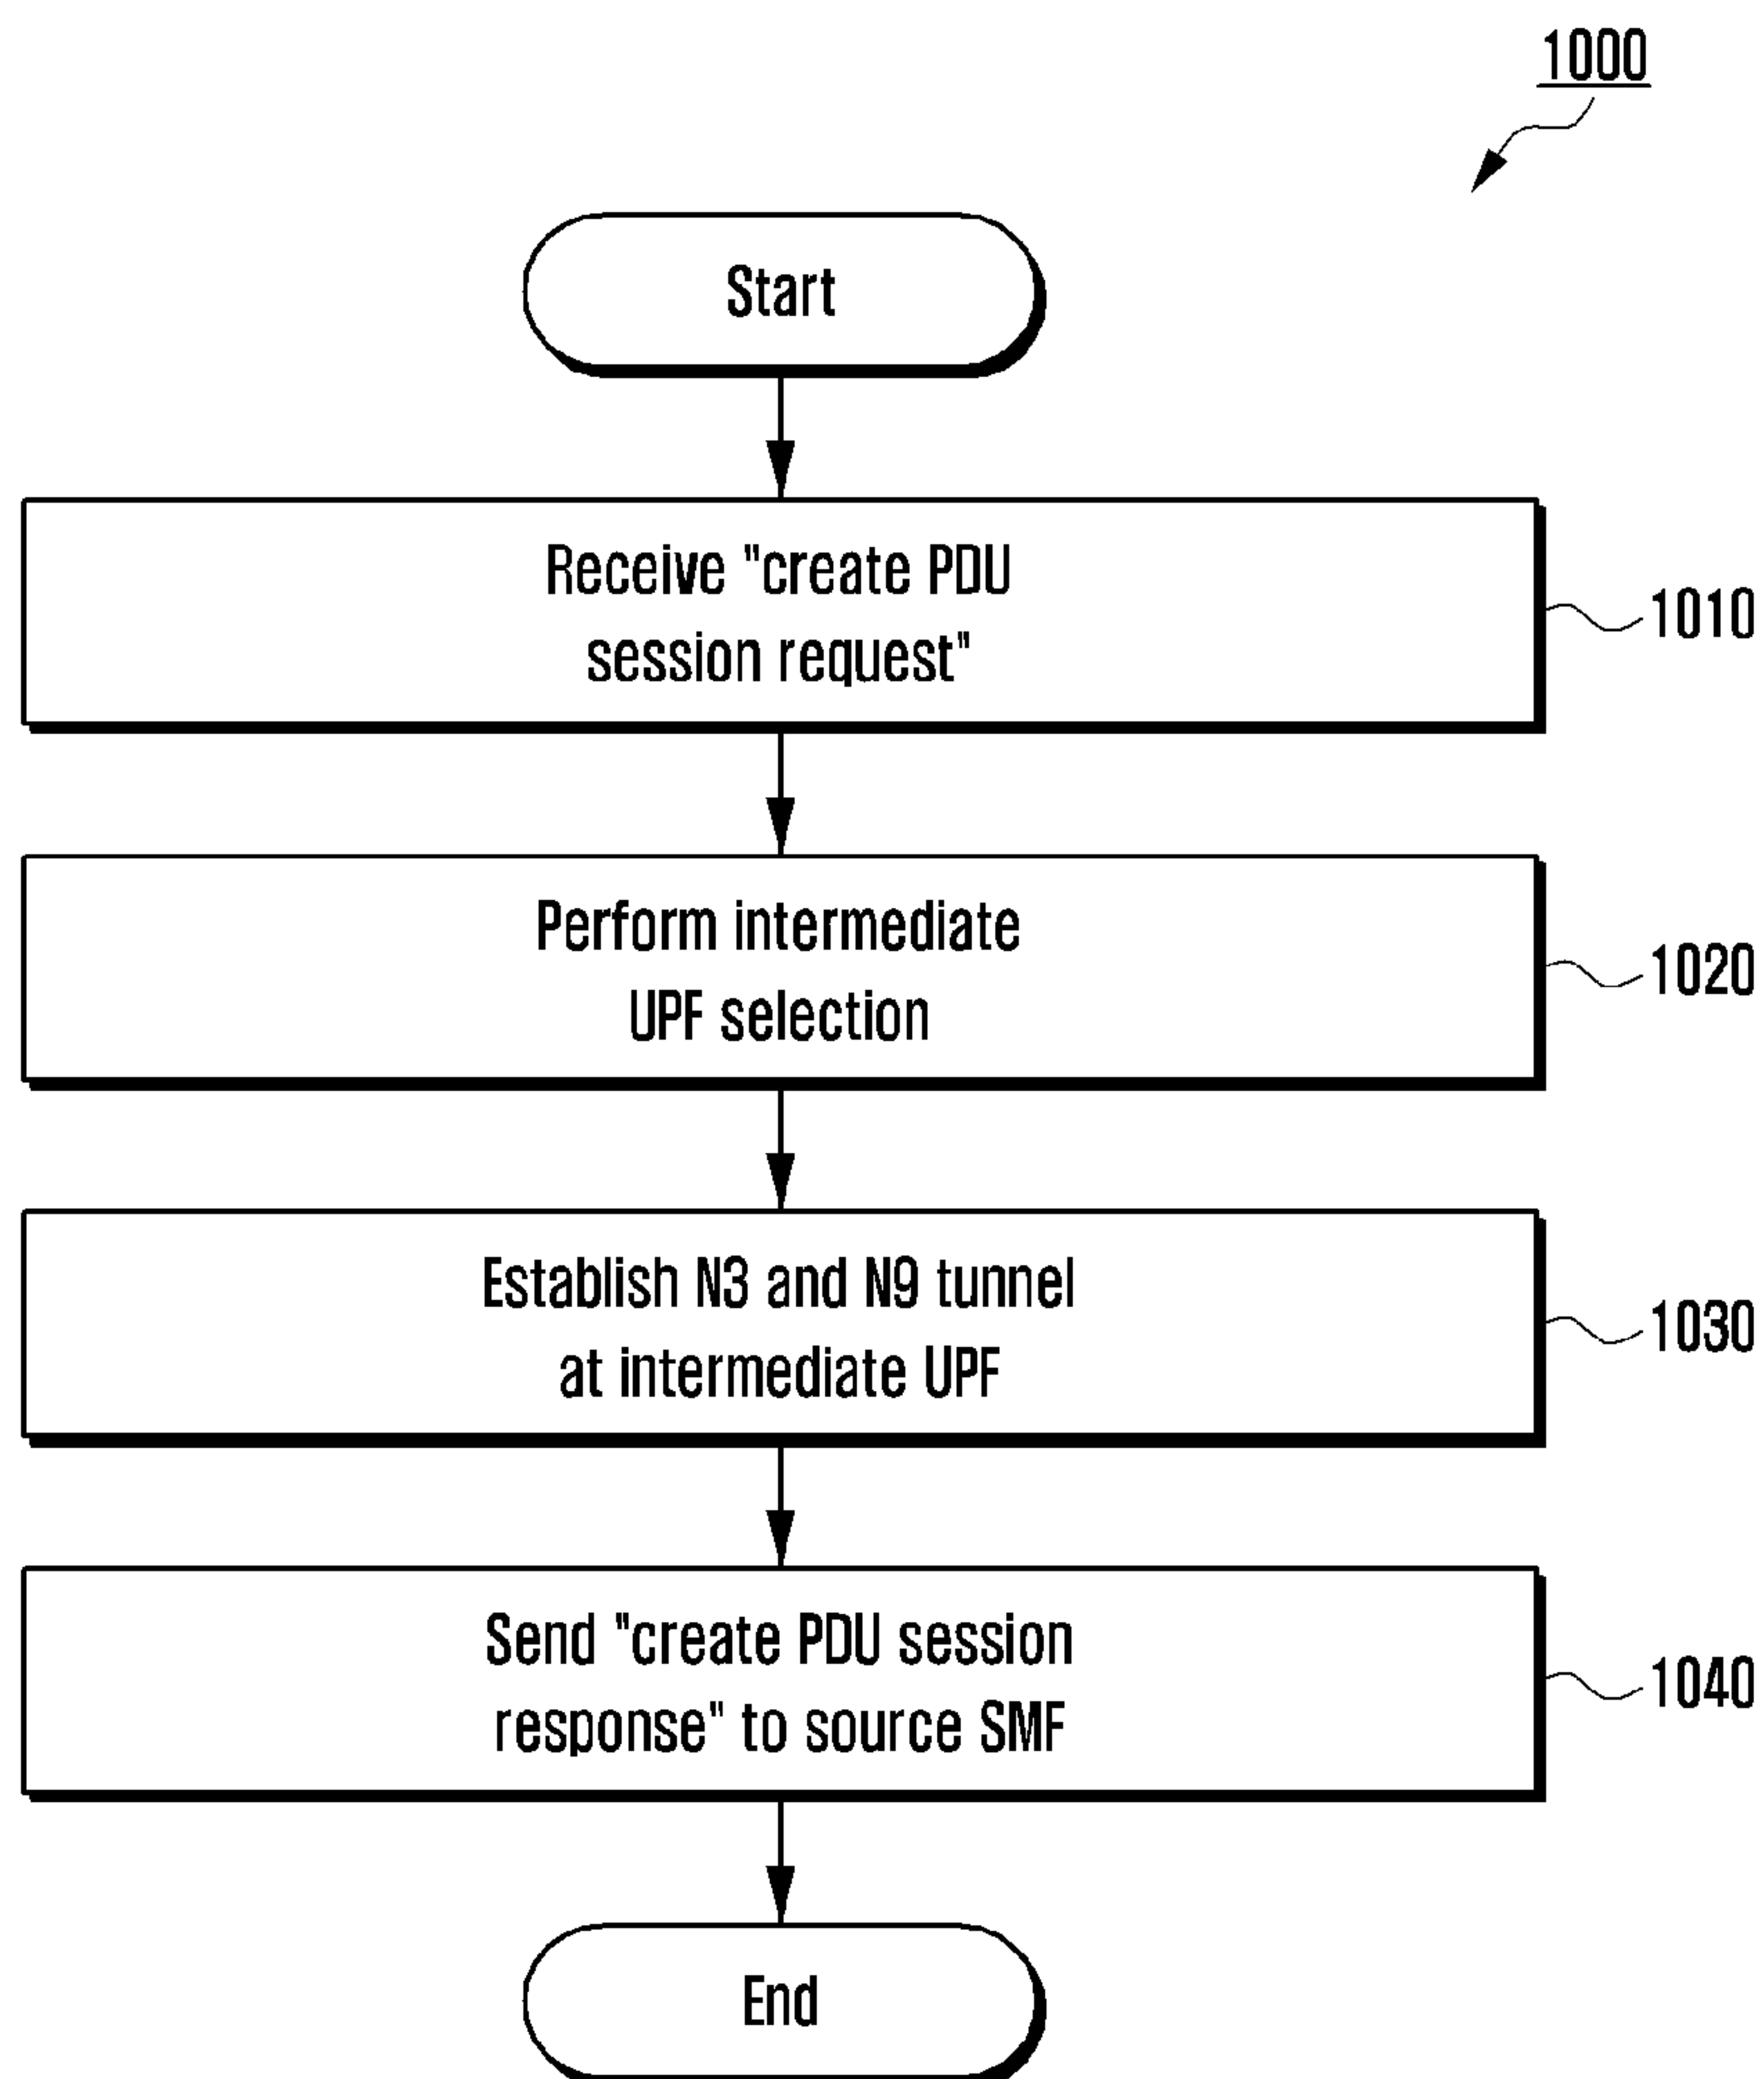 1000
Start
Receive "create PDU
session request"
1010
Perform intermediate
UPF selection
1020
Establish N3 and N9 tunnel
at intermediate UPF
1030
Send "create PDU session
response" to source SMF
1040
End